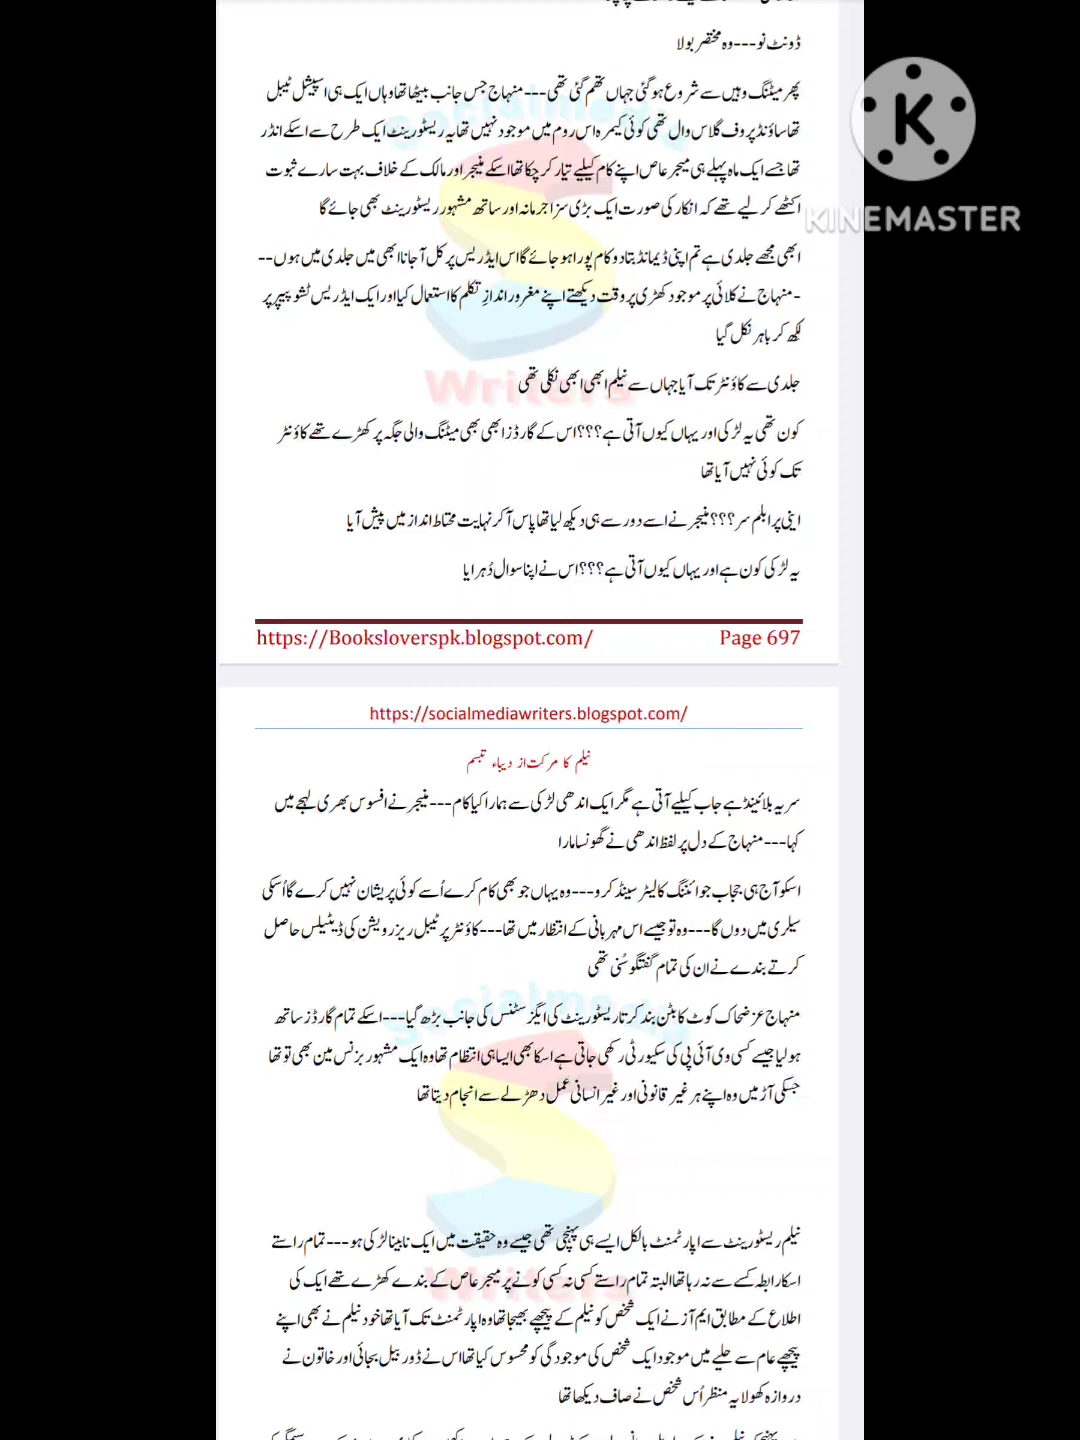 ڈونٹ نو---وہ مختصر بولا
پھر میٹنگ وہیں سے شروع ہوگئی جہاں تھم گئی تھی---منہاج جس جانب بیٹھا تھا وہاں ایک ہی اسپیشل ٹیبل
تھا ساؤنڈ پروف گلاس وال تھی کوئی کیمرہ اس روم میں موجود نہیں تھا یہ ریسٹورینٹ ایک طرح سے اسکے انڈر
تھا جسے ایک ماہ پہلے ہی میجر عاص اپنے کام کیلیے تیار کر چکا تھا اسکے منیجر اور مالک کے خلاف بہت سارے ثبوت
اکٹھے کر لیے تھے کہ انکار کی صورت ایک بڑی سزا جرمانہ اور ساتھ مشہور ریسٹورینٹ بھی جائے گا
ابھی مجھے جلدی ہے تم اپنی ڈیمانڈ بتا دو کام پورا ہو جائے گا اس ایڈریس پر کل آجانا ابھی میں جلدی میں ہوں--
-منہاج نے کلائی پر موجود کھڑی پر وقت دیکھتے اپنے مغرور اندازِ تکلم کا استعمال کیا اور ایک ایڈریس ٹشو پیپر پر
لکھ کر باہر نکل گیا
جلدی سے کاؤنٹر تک آیا جہاں سے نیلم ابھی ابھی نکلی تھی
کون تھی یہ لڑکی اور یہاں کیوں آتی ہے؟؟؟اس کے گارڈز ابھی بھی میٹنگ والی جگہ پر کھڑے تھے کاؤنٹر
تک کوئی نہیں آیا تھا
اینی پرابلم سر؟؟؟منیجر نے اسے دور سے ہی دیکھ لیا تھا پاس آکر نہایت محتاط انداز میں پیش آیا
یہ لڑکی کون ہے اور یہاں کیوں آتی ہے؟؟؟اس نے اپنا سوال دُہرایا
https://Booksloverspk.blogspot.com/ Page 697
https://socialmediawriters.blogspot.com/
نیلم کا مرکت از دیباء تبسم
سر یہ بلائینڈ ہے جاب کیلیے آتی ہے مگر ایک اندھی لڑکی سے ہمارا کیا کام---منیجر نے افسوس بھری لہجے میں
کہا---منہاج کے دل پر لفظ اندھی نے گھونسا مارا
اسکو آج ہی جاب جوائننگ کا لیٹر سینڈ کرو---وہ یہاں جو بھی کام کرے اُسے کوئی پریشان نہیں کرے گا اُسکی
سیلری میں دوں گا---وہ تو جیسے اس مہربانی کے انتظار میں تھا---کاؤنٹر پر ٹیبل ریزرویشن کی ڈیٹیلس حاصل
کرتے بندے نے ان کی تمام گفتگو سُنی تھی
منہاج عز ضحاک کوٹ کا بٹن بند کرتا ریسٹورینٹ کی ایگزسٹنس کی جانب بڑھ گیا---اسکے تمام گارڈز ساتھ
ہولیا جیسے کسی وی آئی پی کی سکیورٹی رکھی جاتی ہے اسکا بھی ایسا ہی انتظام تھا وہ ایک مشہور بزنس مین بھی تو تھا
جسکی آڑ میں وہ اپنے ہر غیر قانونی اور غیر انسانی عمل دھڑلے سے انجام دیتا تھا
نیلم ریسٹورینٹ سے اپارٹمنٹ بالکل ایسے ہی پہنچی تھی جیسے وہ حقیقت میں ایک نابینا لڑکی ہو---تمام راستے
اسکا رابطہ کسے سے نہ رہا تھا البتہ تمام راستے کسی نہ کسی کونے پر میجر عاص کے بندے کھڑے تھے ایک کی
اطلاع کے مطابق ایم آز نے ایک شخص کو نیلم کے پیچھے بھیجا تھا وہ اپارٹمنٹ تک آیا تھا خود نیلم نے بھی اپنے
پیچھے عام سے حلیے میں موجود ایک شخص کی موجودگی کو محسوس کیا تھا اس نے ڈور بیل بجائی اور خاتون نے
دروازہ کھولا یہ منظر اُس شخص نے صاف دیکھا تھا
Socialmedia
Writers
Socialmedia
Writers
K
KINEMASTER